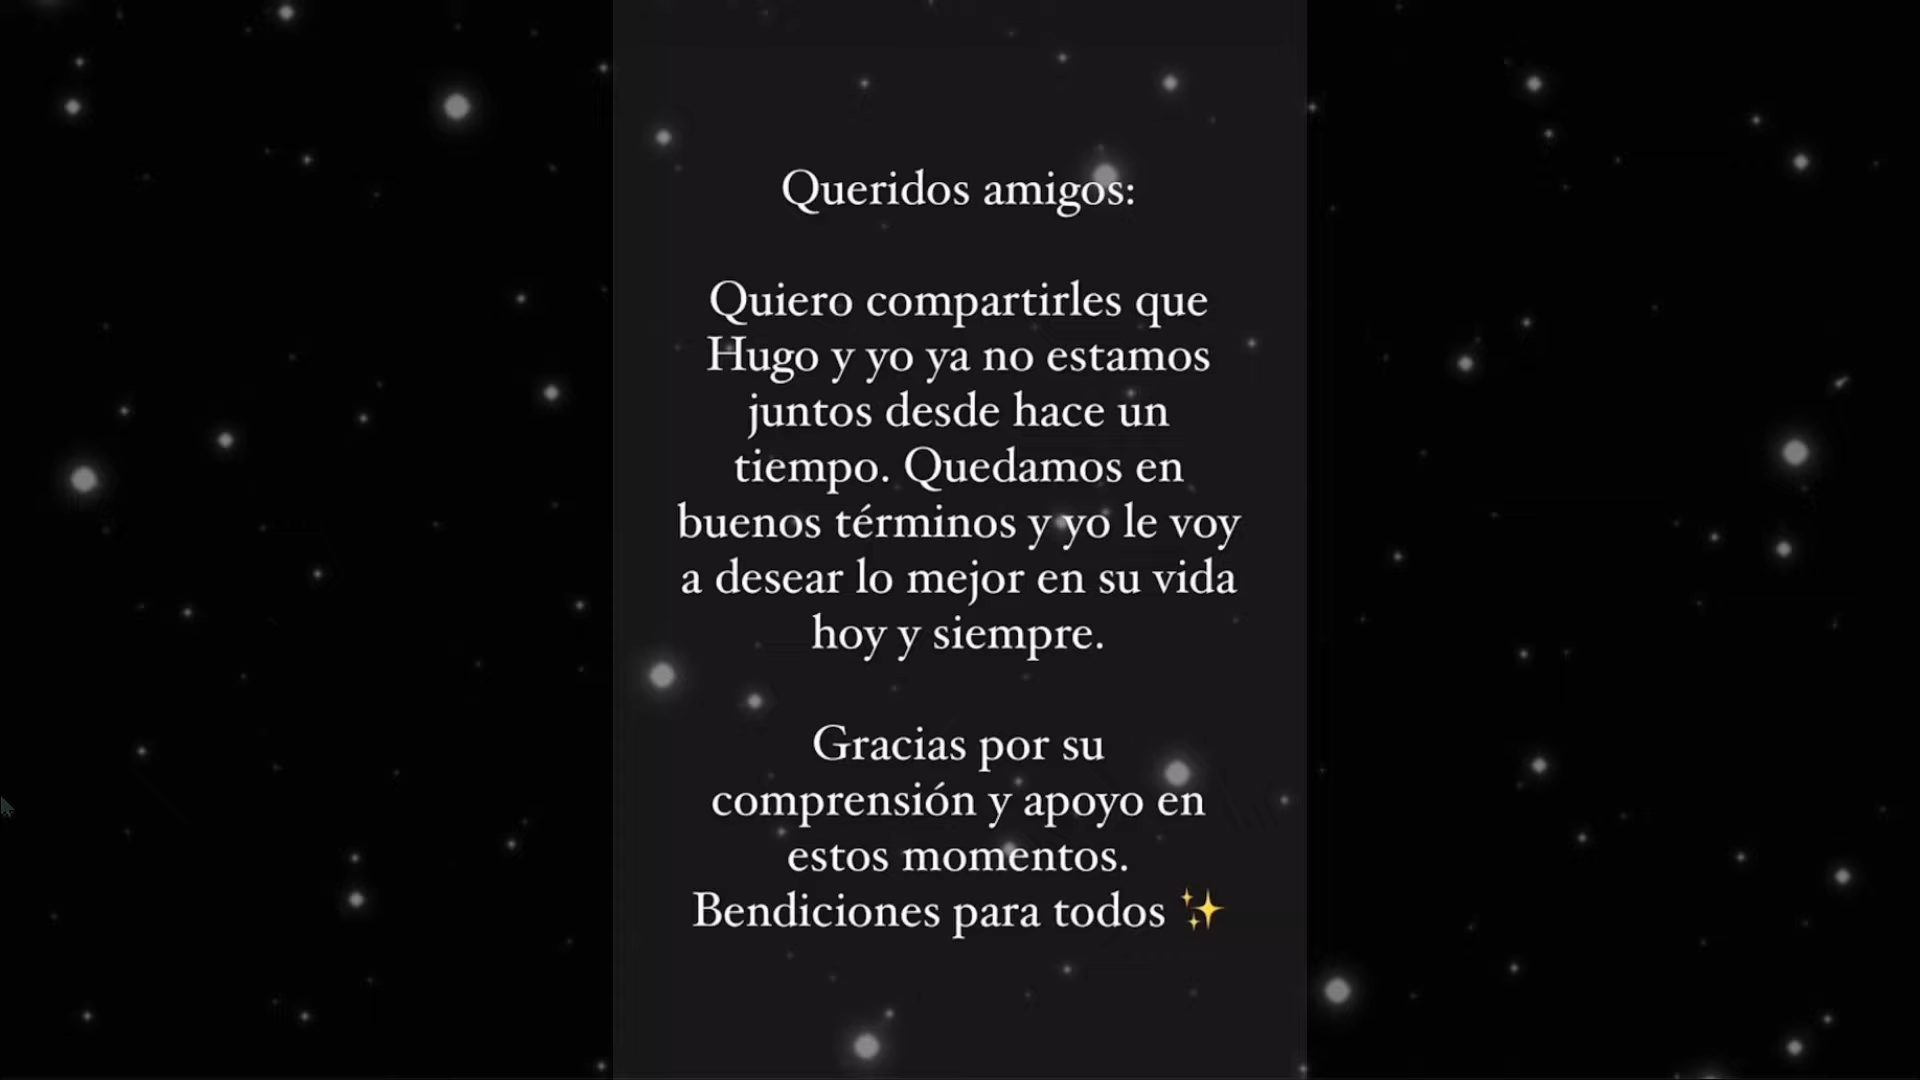 Queridos amigos:
Quiero compartirles que
Hugo y yo ya no estamos
juntos desde hace un
tiempo. Quedamos en
buenos términos y yo le voy
a desear lo mejor en su vida
hoy y siempre.
Gracias por su
comprensión y apoyo en
estos momentos.
Bendiciones para todos ✨